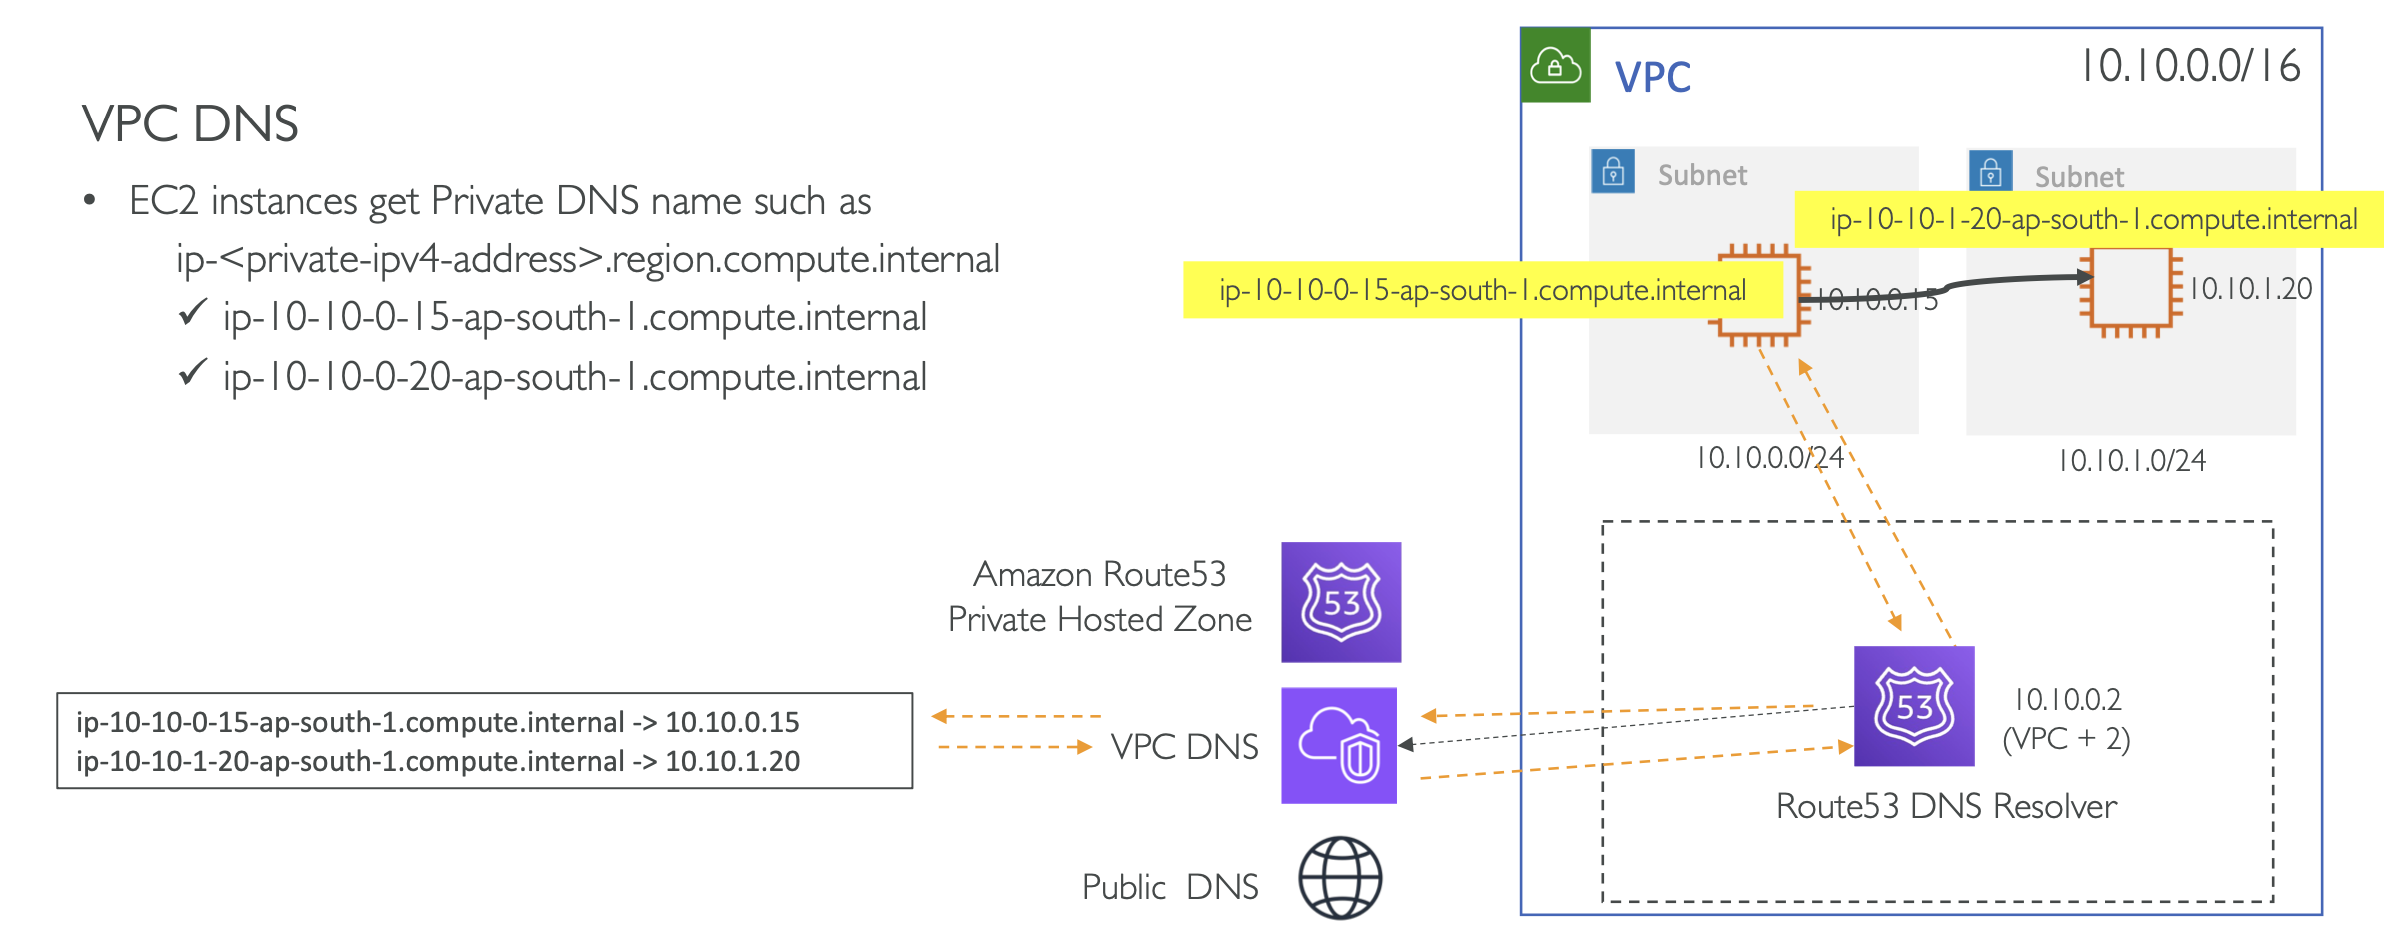 VPC DNS
• EC2 instances get Private DNS name such as
ip-<private-ipv4-address>.region.compute.internal
✓ ip-10-10-0-15-ap-south-1.compute.internal
✓ ip-10-10-0-20-ap-south-1.compute.internal
VPC
10.10.0.0/16
Subnet
Subnet
ip-10-10-1-20-ap-south-1.compute.internal
ip-10-10-0-15-ap-south-1.compute.internal
10.10.0.15
10.10.1.20
10.10.0.0/24
10.10.1.0/24
Amazon Route53
Private Hosted Zone
53
ip-10-10-0-15-ap-south-1.compute.internal -> 10.10.0.15
ip-10-10-1-20-ap-south-1.compute.internal -> 10.10.1.20
VPC DNS
53
10.10.0.2
(VPC + 2)
Route53 DNS Resolver
Public DNS